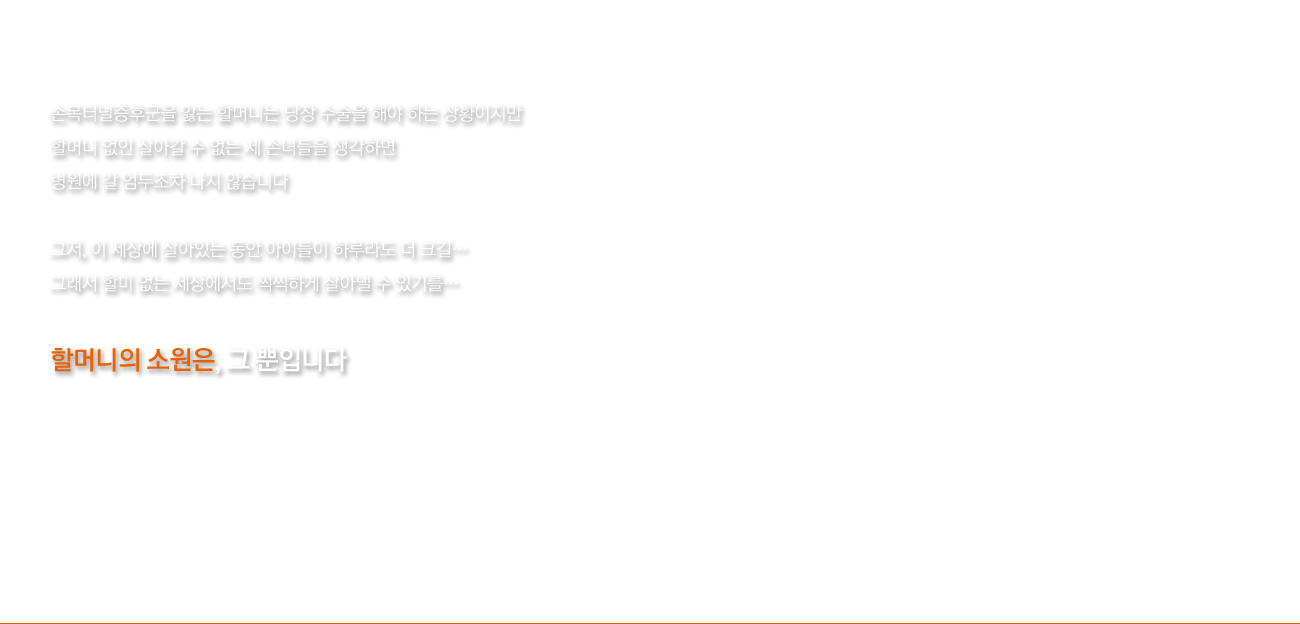 손목터널증후군을 앓는 할머니는 당장 수술을 해야 하는 상황이지만
할머니 없인 살아갈 수 없는 세 손녀들을 생각하면
병원에 갈 엄두조차 나지 않습니다
그저, 이 세상에 살아있는 동안 아이들이 하루라도 더 크길…
그래서 할미 없는 세상에서도 씩씩하게 살아낼 수 있기를…
할머니의 소원은, 그 뿐입니다